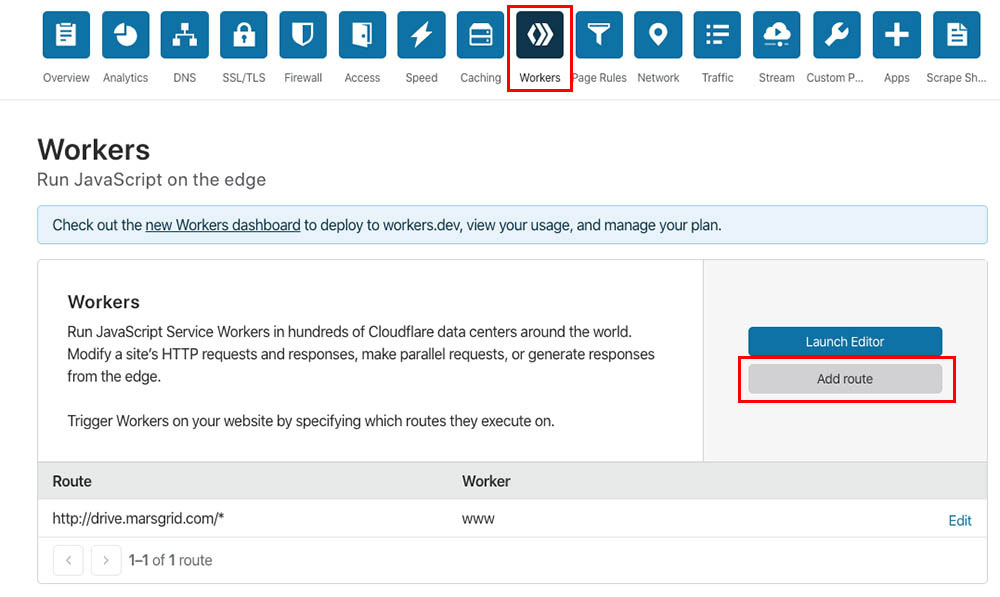 Overview Analytics DNS SSL/TLS Firewall Access Speed Caching Workers Page Rules Network Traffic Stream Custom P... Apps Scrape Sh...
Workers
Run JavaScript on the edge
Check out the new Workers dashboard to deploy to workers.dev, view your usage, and manage your plan.
Workers
Run JavaScript Service Workers in hundreds of Cloudflare data centers around the world.
Modify a site's HTTP requests and responses, make parallel requests, or generate responses
from the edge.
Trigger Workers on your website by specifying which routes they execute on.
Launch Editor
Add route
Route Worker
http://drive.marsgrid.com/* www Edit
1–1 of 1 route